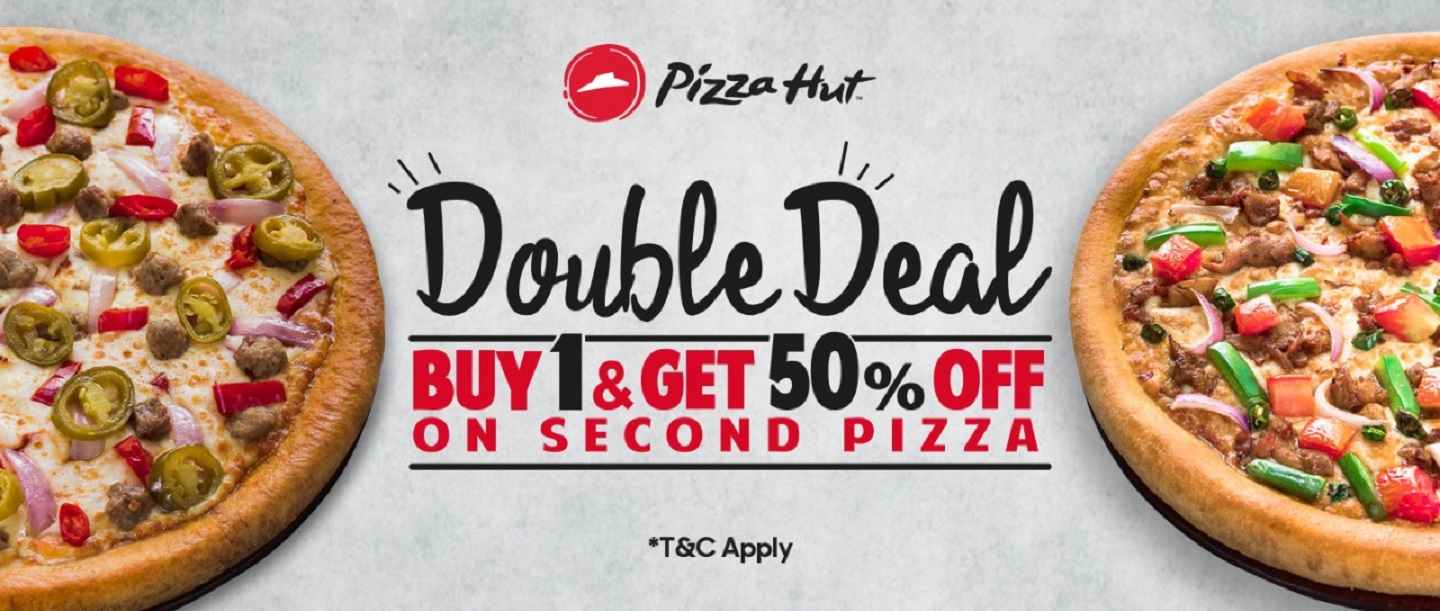 Pizza Hut
Double Deal
BUY 1 & GET 50% OFF
ON SECOND PIZZA
*T&C Apply